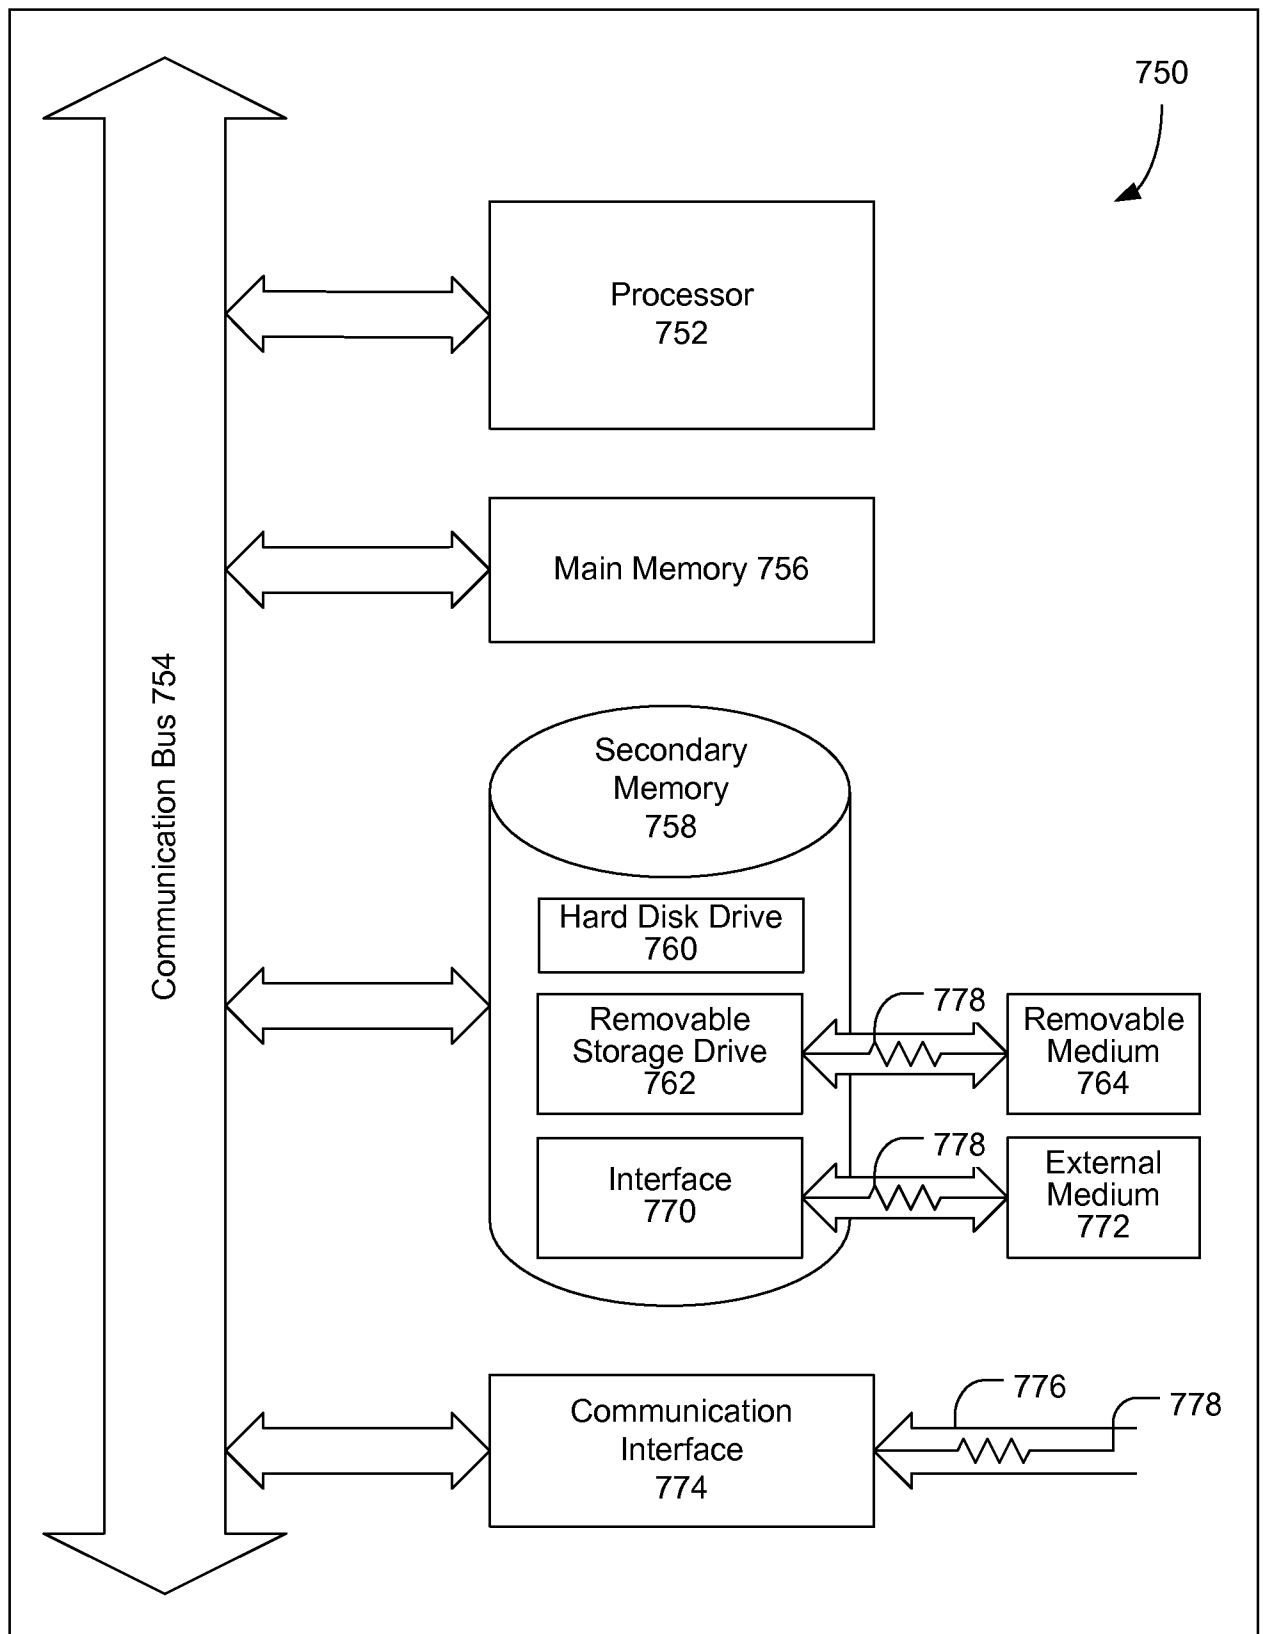 750
Processor
752
Main Memory 756
Communication Bus 754
Secondary
Memory
758
Hard Disk Drive
760
Removable
Storage Drive
762
778
Removable
Medium
764
Interface
770
778
External
Medium
772
Communication
Interface
774
776
778